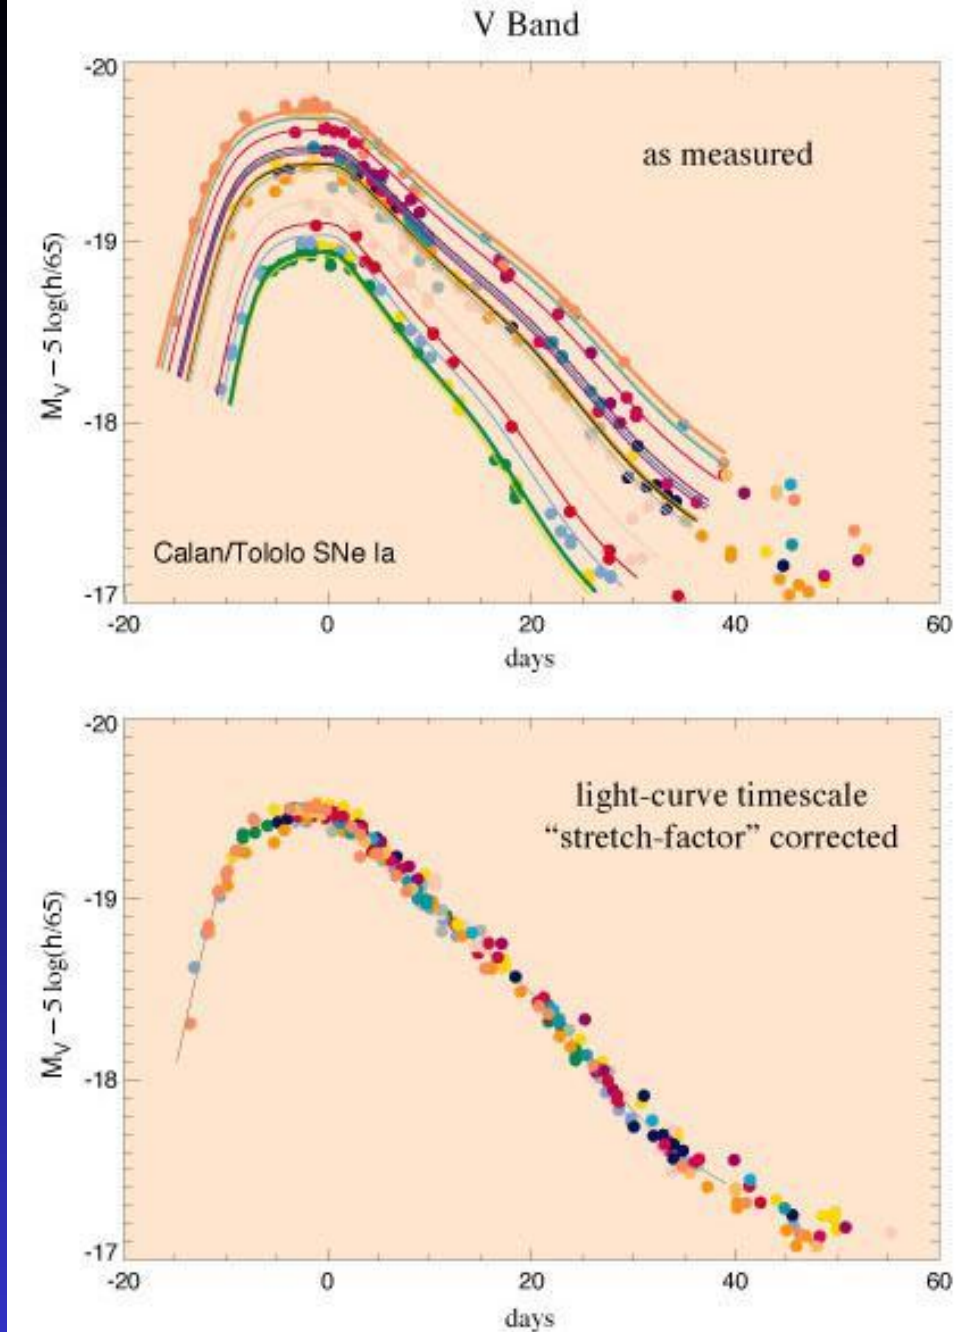 V Band
-20
-19
-18
-17
M_V – 5 log(h/65)
as measured
Calan/Tololo SNe Ia
-20
0
20
40
60
days
-20
-19
-18
-17
M_V – 5 log(h/65)
light-curve timescale
“stretch-factor” corrected
-20
0
20
40
60
days